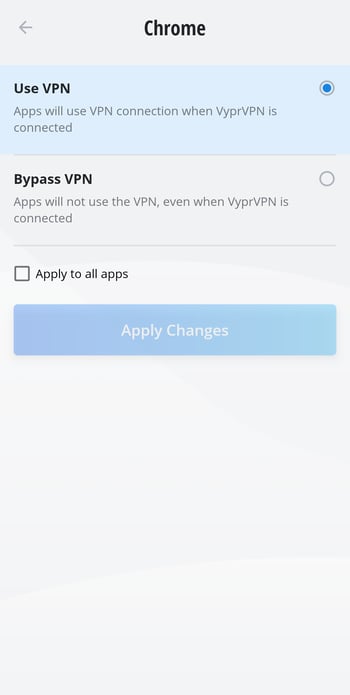 Chrome
Use VPN
Apps will use VPN connection when VyprVPN is
connected
Bypass VPN
Apps will not use the VPN, even when VyprVPN is
connected
Apply to all apps
Apply Changes